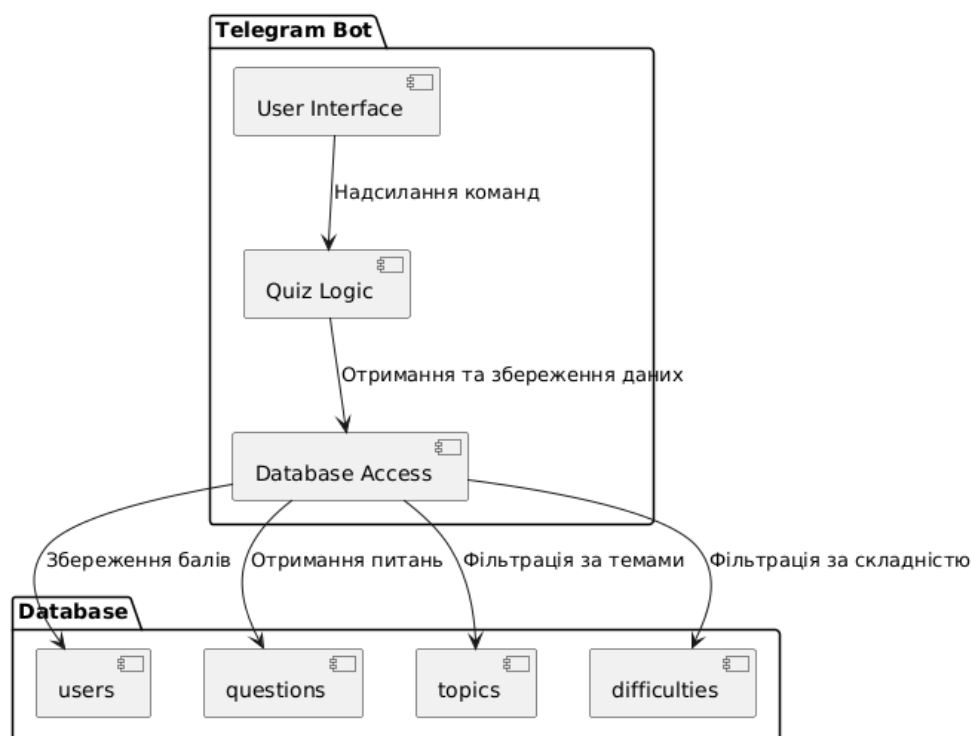 Telegram Bot
User Interface
Надсилання команд
Quiz Logic
Отримання та збереження даних
Database Access
Збереження балів
Отримання питань
Фільтрація за темами
Фільтрація за складністю
Database
users
questions
topics
difficulties